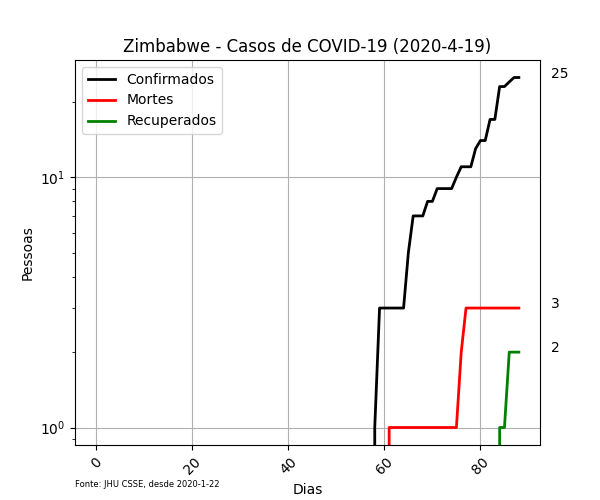 Zimbabwe - Casos de COVID-19 (2020-4-19)
Confirmados
Mortes
Recuperados
25
3
2
10¹
10⁰
Pessoas
0
20
40
60
80
Dias
Fonte: JHU CSSE, desde 2020-1-22